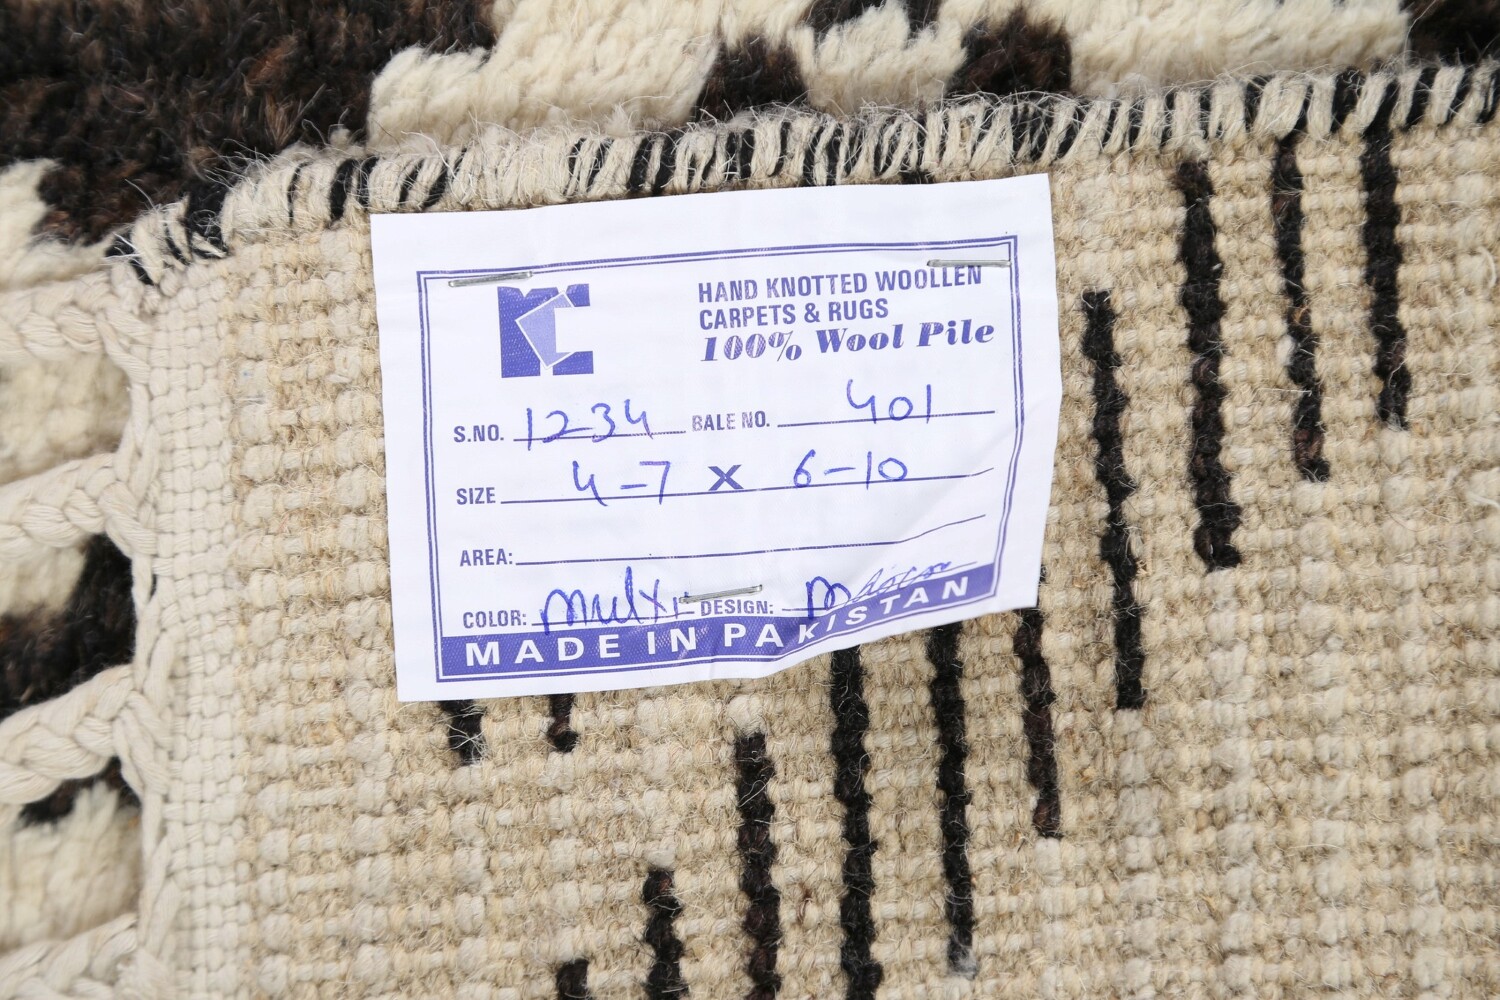 HAND KNOTTED WOOLLEN
CARPETS & RUGS
100% Wool Pile
S.NO. 1234 BALE NO. 401
SIZE 4-7 X 6-10
AREA:
COLOR: multi DESIGN:
MADE IN PAKISTAN